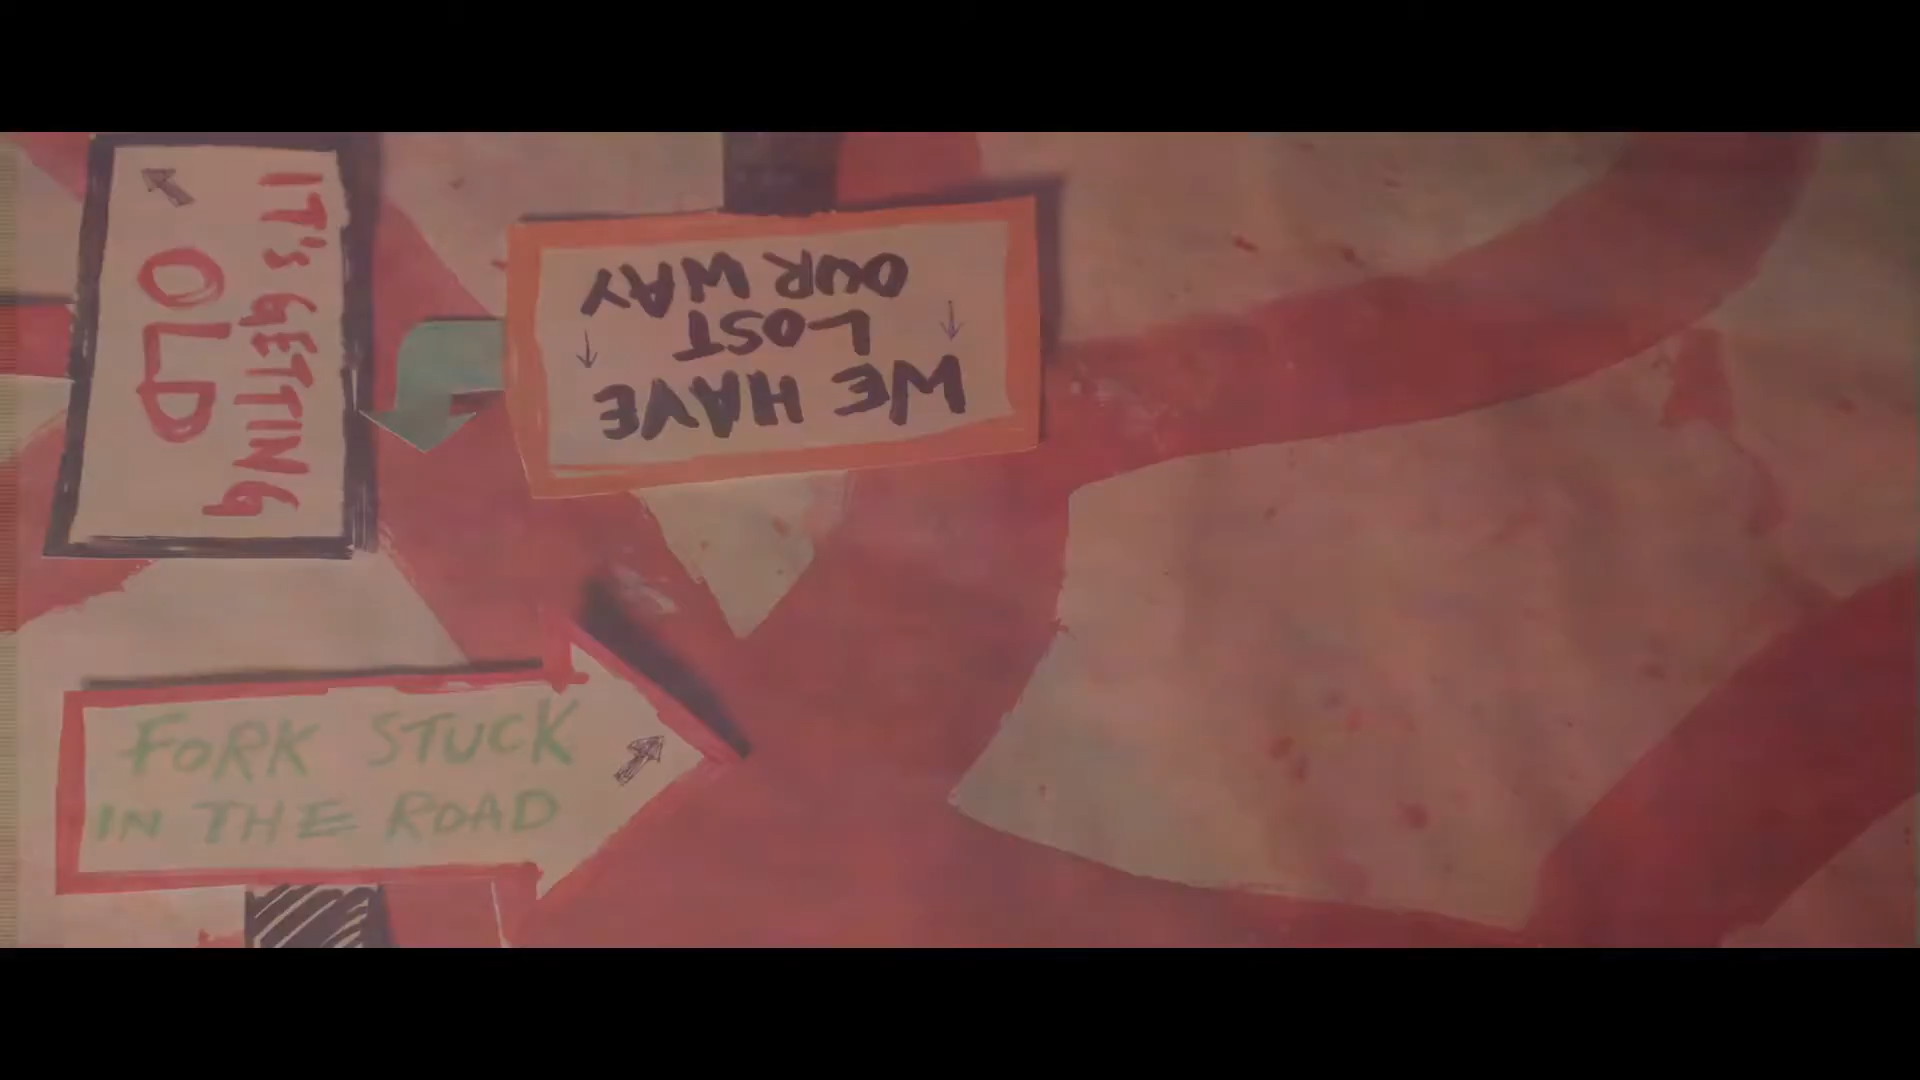 IT'S GETTING
OLD
WE HAVE
LOST
OUR WAY
FORK STUCK
IN THE ROAD